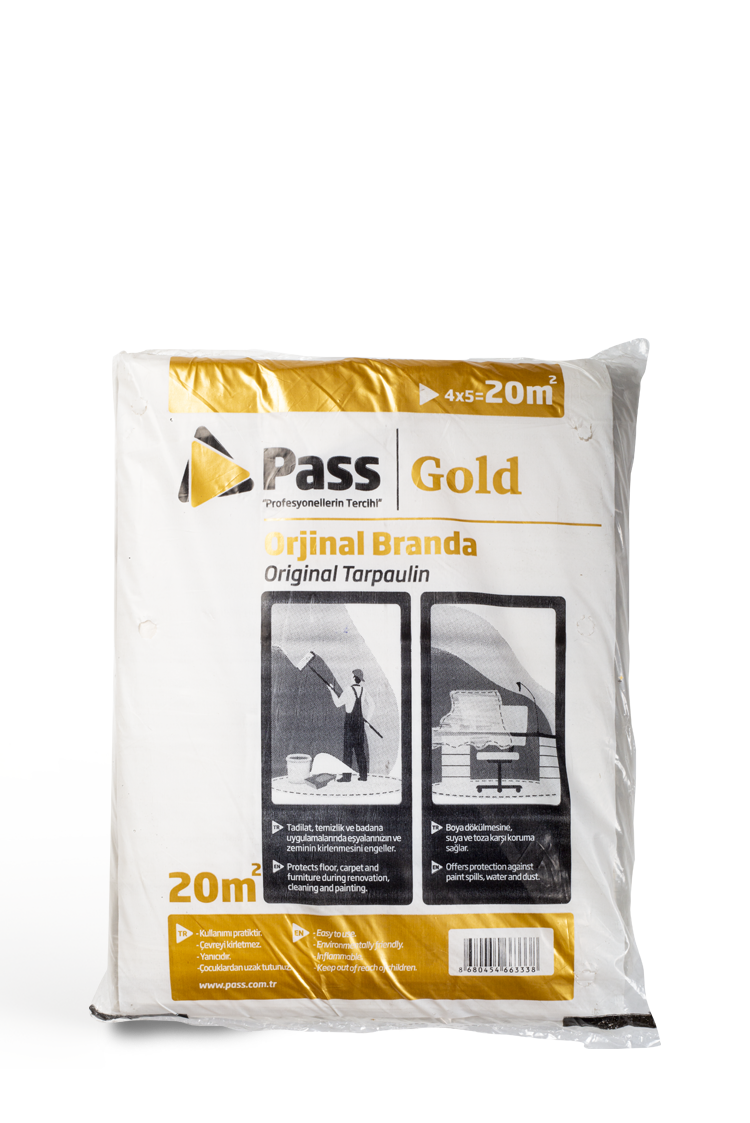 4x5=20m²
Pass
Gold
"Profesyonellerin Tercihi"
Orjinal Branda
Original Tarpaulin
TR
Tadilat, temizlik ve badana
uygulamalarında eşyalarınızın ve
zeminin kirlenmesini engeller.
EN
Protects floor, carpet and
furniture during renovation,
cleaning and painting.
TR
Boya dökülmesine,
suya ve toza karşı koruma
sağlar.
EN
Offers protection against
paint spills, water and dust.
20m²
TR
-Kullanımı pratiktir.
-Çevreyi kirletmez.
-Yanıcıdır.
-Çocuklardan uzak tutunuz.
www.pass.com.tr
EN
-Easy to use.
-Environmentally friendly.
-Inflammable.
-Keep out of reach of children.
8 680454 663338